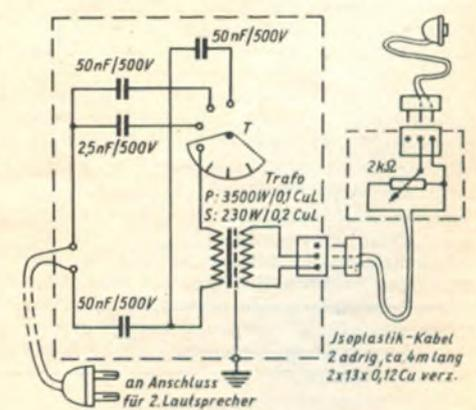 50nF/500V
50nF/500V
2,5nF/500V
T
Trafo
P: 3500W/0,1 CuL
S: 230W/0,2 CuL
2kΩ
50nF/500V
Jsoplastik-Kabel
2 adrig, ca. 4m lang
2x13x0,12Cu verz.
an Anschluss
für 2. Lautsprecher